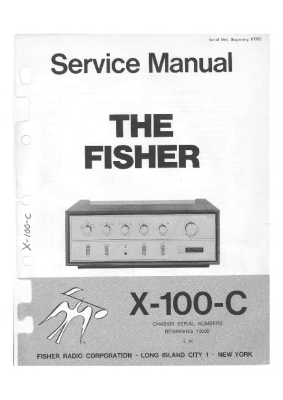 Service Manual
THE
FISHER
X-100-C
X-100-C
CHASSIS SERIAL NUMBERS
BEGINNING 10000
FISHER RADIO CORPORATION - LONG ISLAND CITY 1 - NEW YORK